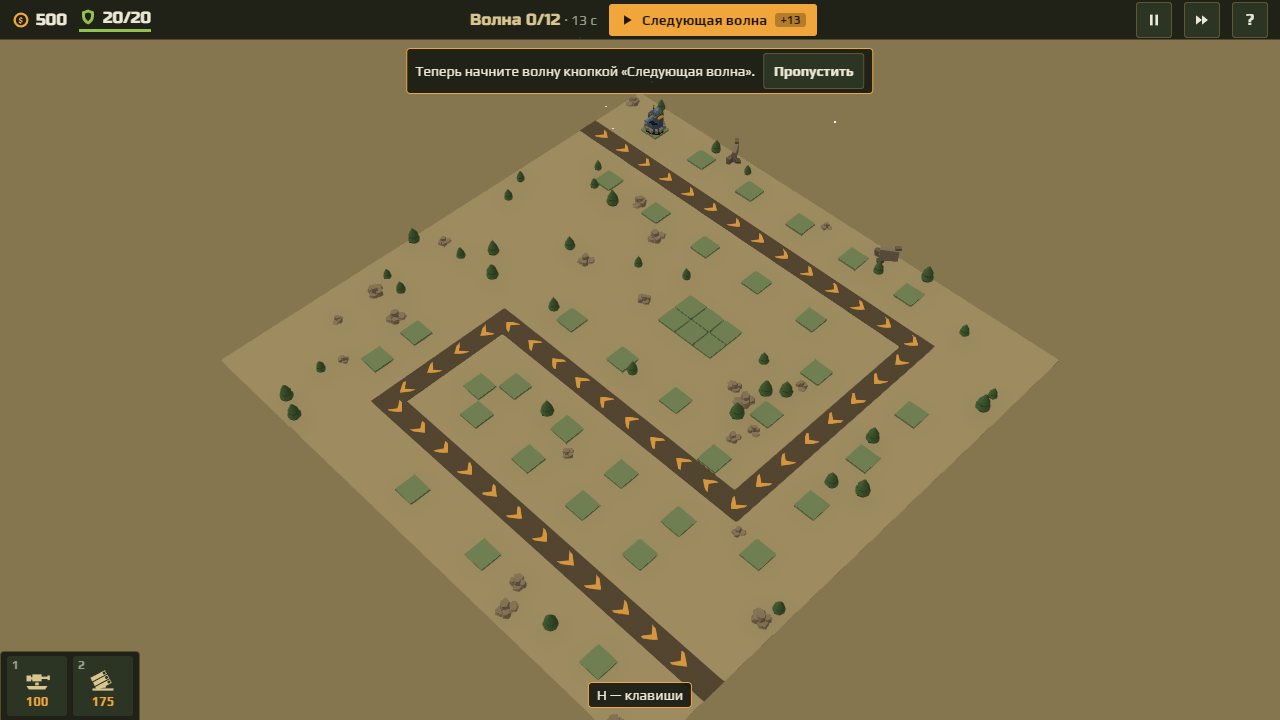 500
20/20
Волна 0/12 · 13 с
Следующая волна +13
?
Теперь начните волну кнопкой «Следующая волна».
Пропустить
1
100
2
175
H — клавиши